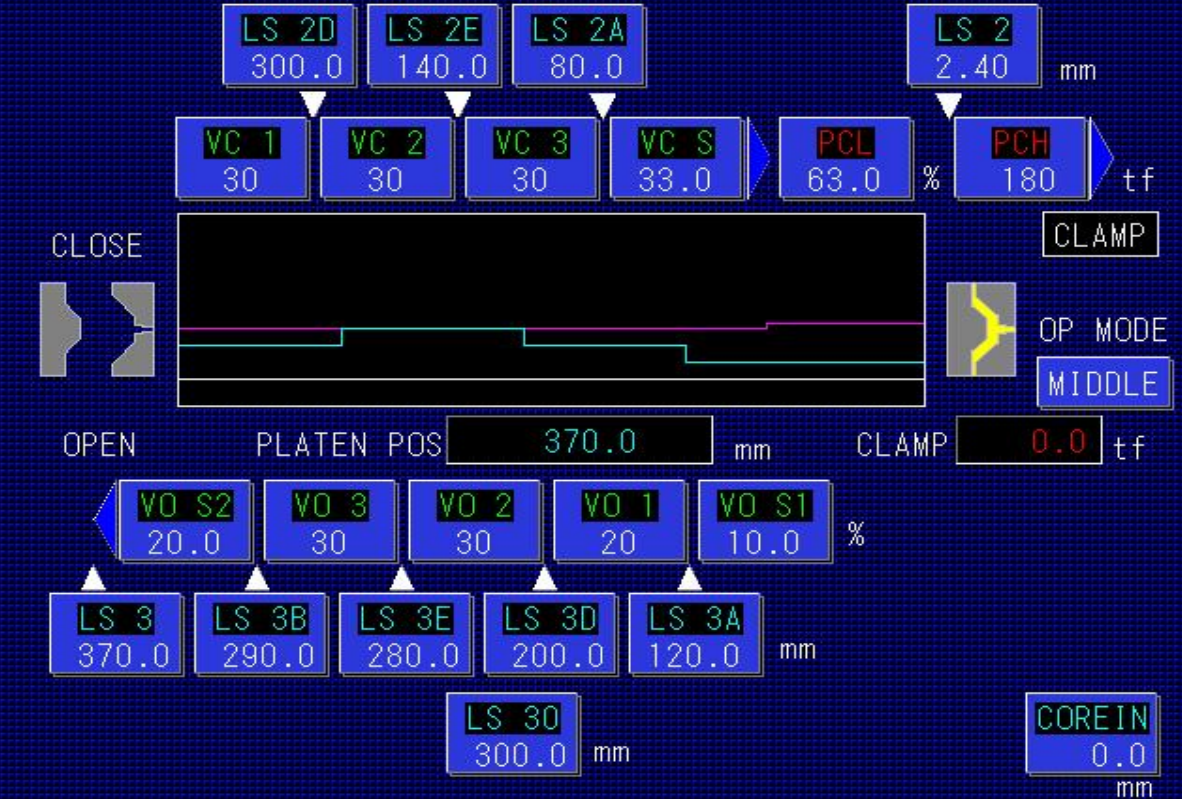 LS 2D LS 2E LS 2A LS 2
300.0 140.0 80.0 2.40 mm
VC 1 VC 2 VC 3 VC S PCL PCH
30 30 30 33.0 63.0 % 180 tf
CLAMP
CLOSE
OP MODE
MIDDLE
OPEN PLATEN POS 370.0 mm CLAMP 0.0 tf
VO S2 VO 3 VO 2 VO 1 VO S1
20.0 30 30 20 10.0 %
LS 3 LS 3B LS 3E LS 3D LS 3A
370.0 290.0 280.0 200.0 120.0 mm
LS 30 COREIN
300.0 mm 0.0
mm